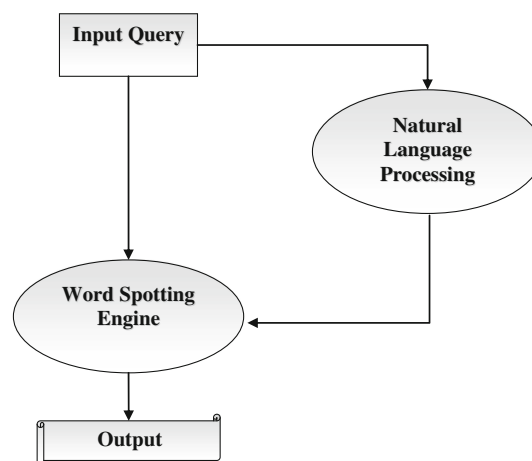 Input Query
Natural
Language
Processing
Word Spotting
Engine
Output